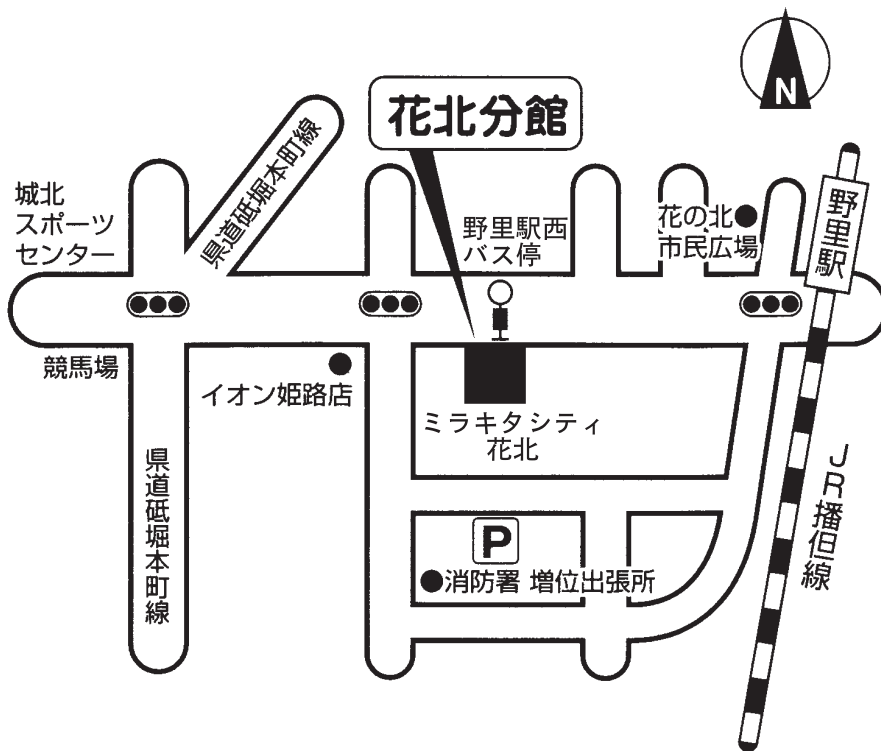 N
花北分館
県道砥堀本町線
城北
スポーツ
センター
野里駅西
バス停
花の北
市民広場
野里駅
競馬場
イオン姫路店
ミラキタシティ
花北
県道砥堀本町線
JR播但線
P
消防署 増位出張所